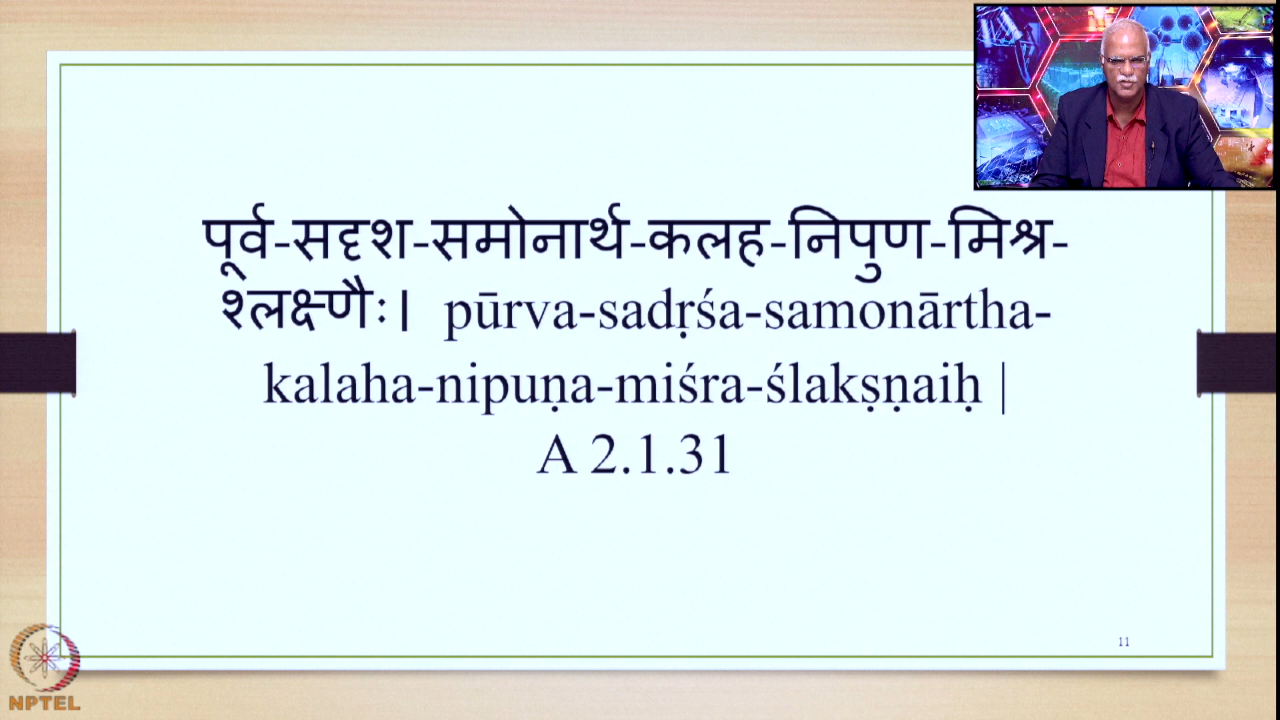 पूर्व-सदृश-समोनार्थ-कलह-निपुण-मिश्र-
श्लक्ष्णैः। pūrva-sadṛśa-samonārtha-
kalaha-nipuṇa-miśra-ślakṣṇaiḥ |
A 2.1.31
11
NPTEL